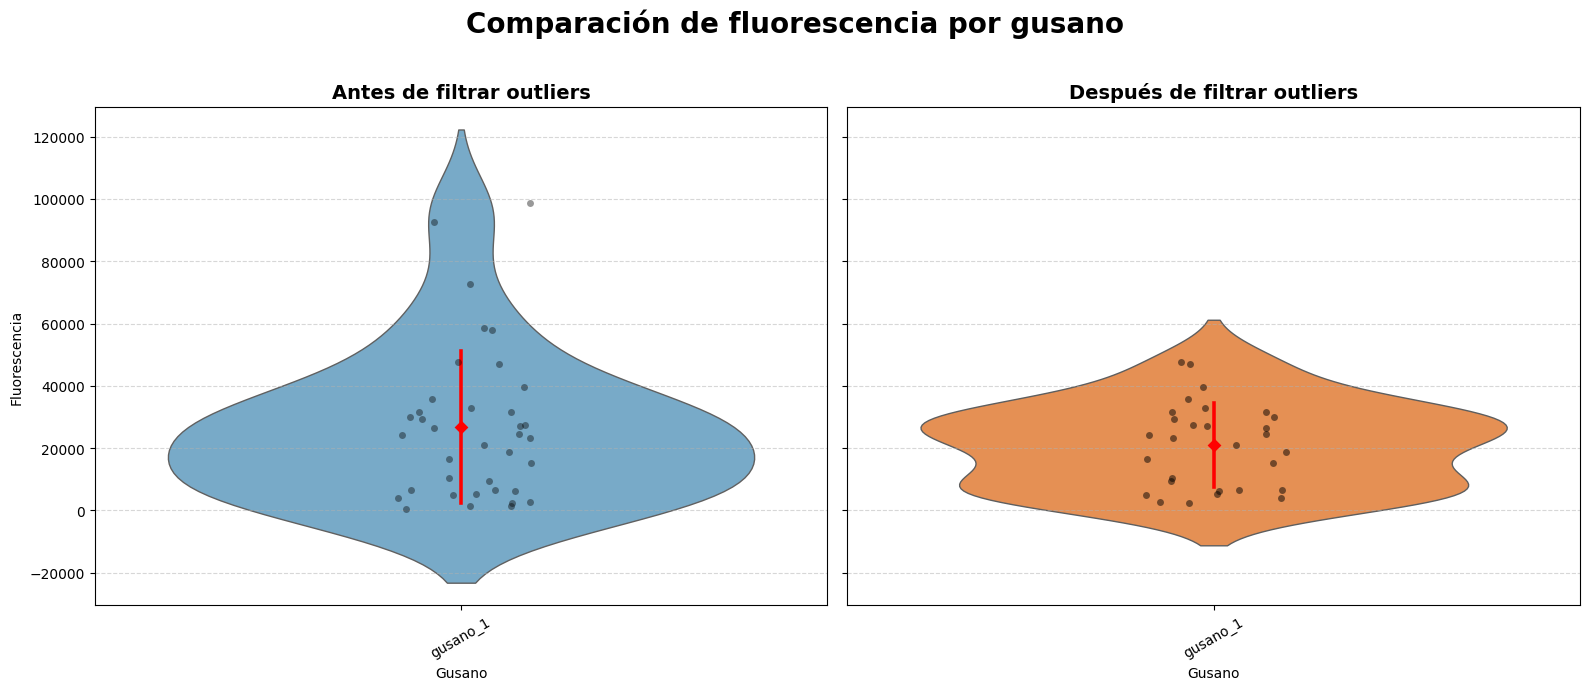 Comparación de fluorescencia por gusano
Antes de filtrar outliers
Después de filtrar outliers
120000
100000
80000
60000
40000
20000
0
−20000
Fluorescencia
gusano_1
gusano_1
Gusano
Gusano